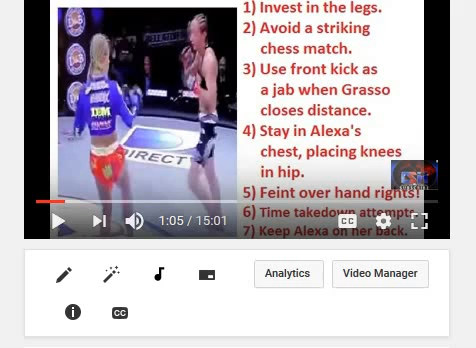 1) Invest in the legs.
2) Avoid a striking
chess match.
3) Use front kick as
a jab when Grasso
closes distance.
4) Stay in Alexa's
chest, placing knees
in hip.
5) Feint over hand rights!
6) Time takedown attempts
7) Keep Alexa on her back.
DIRECT
1:05 / 15:01
CC
Analytics
Video Manager
CC